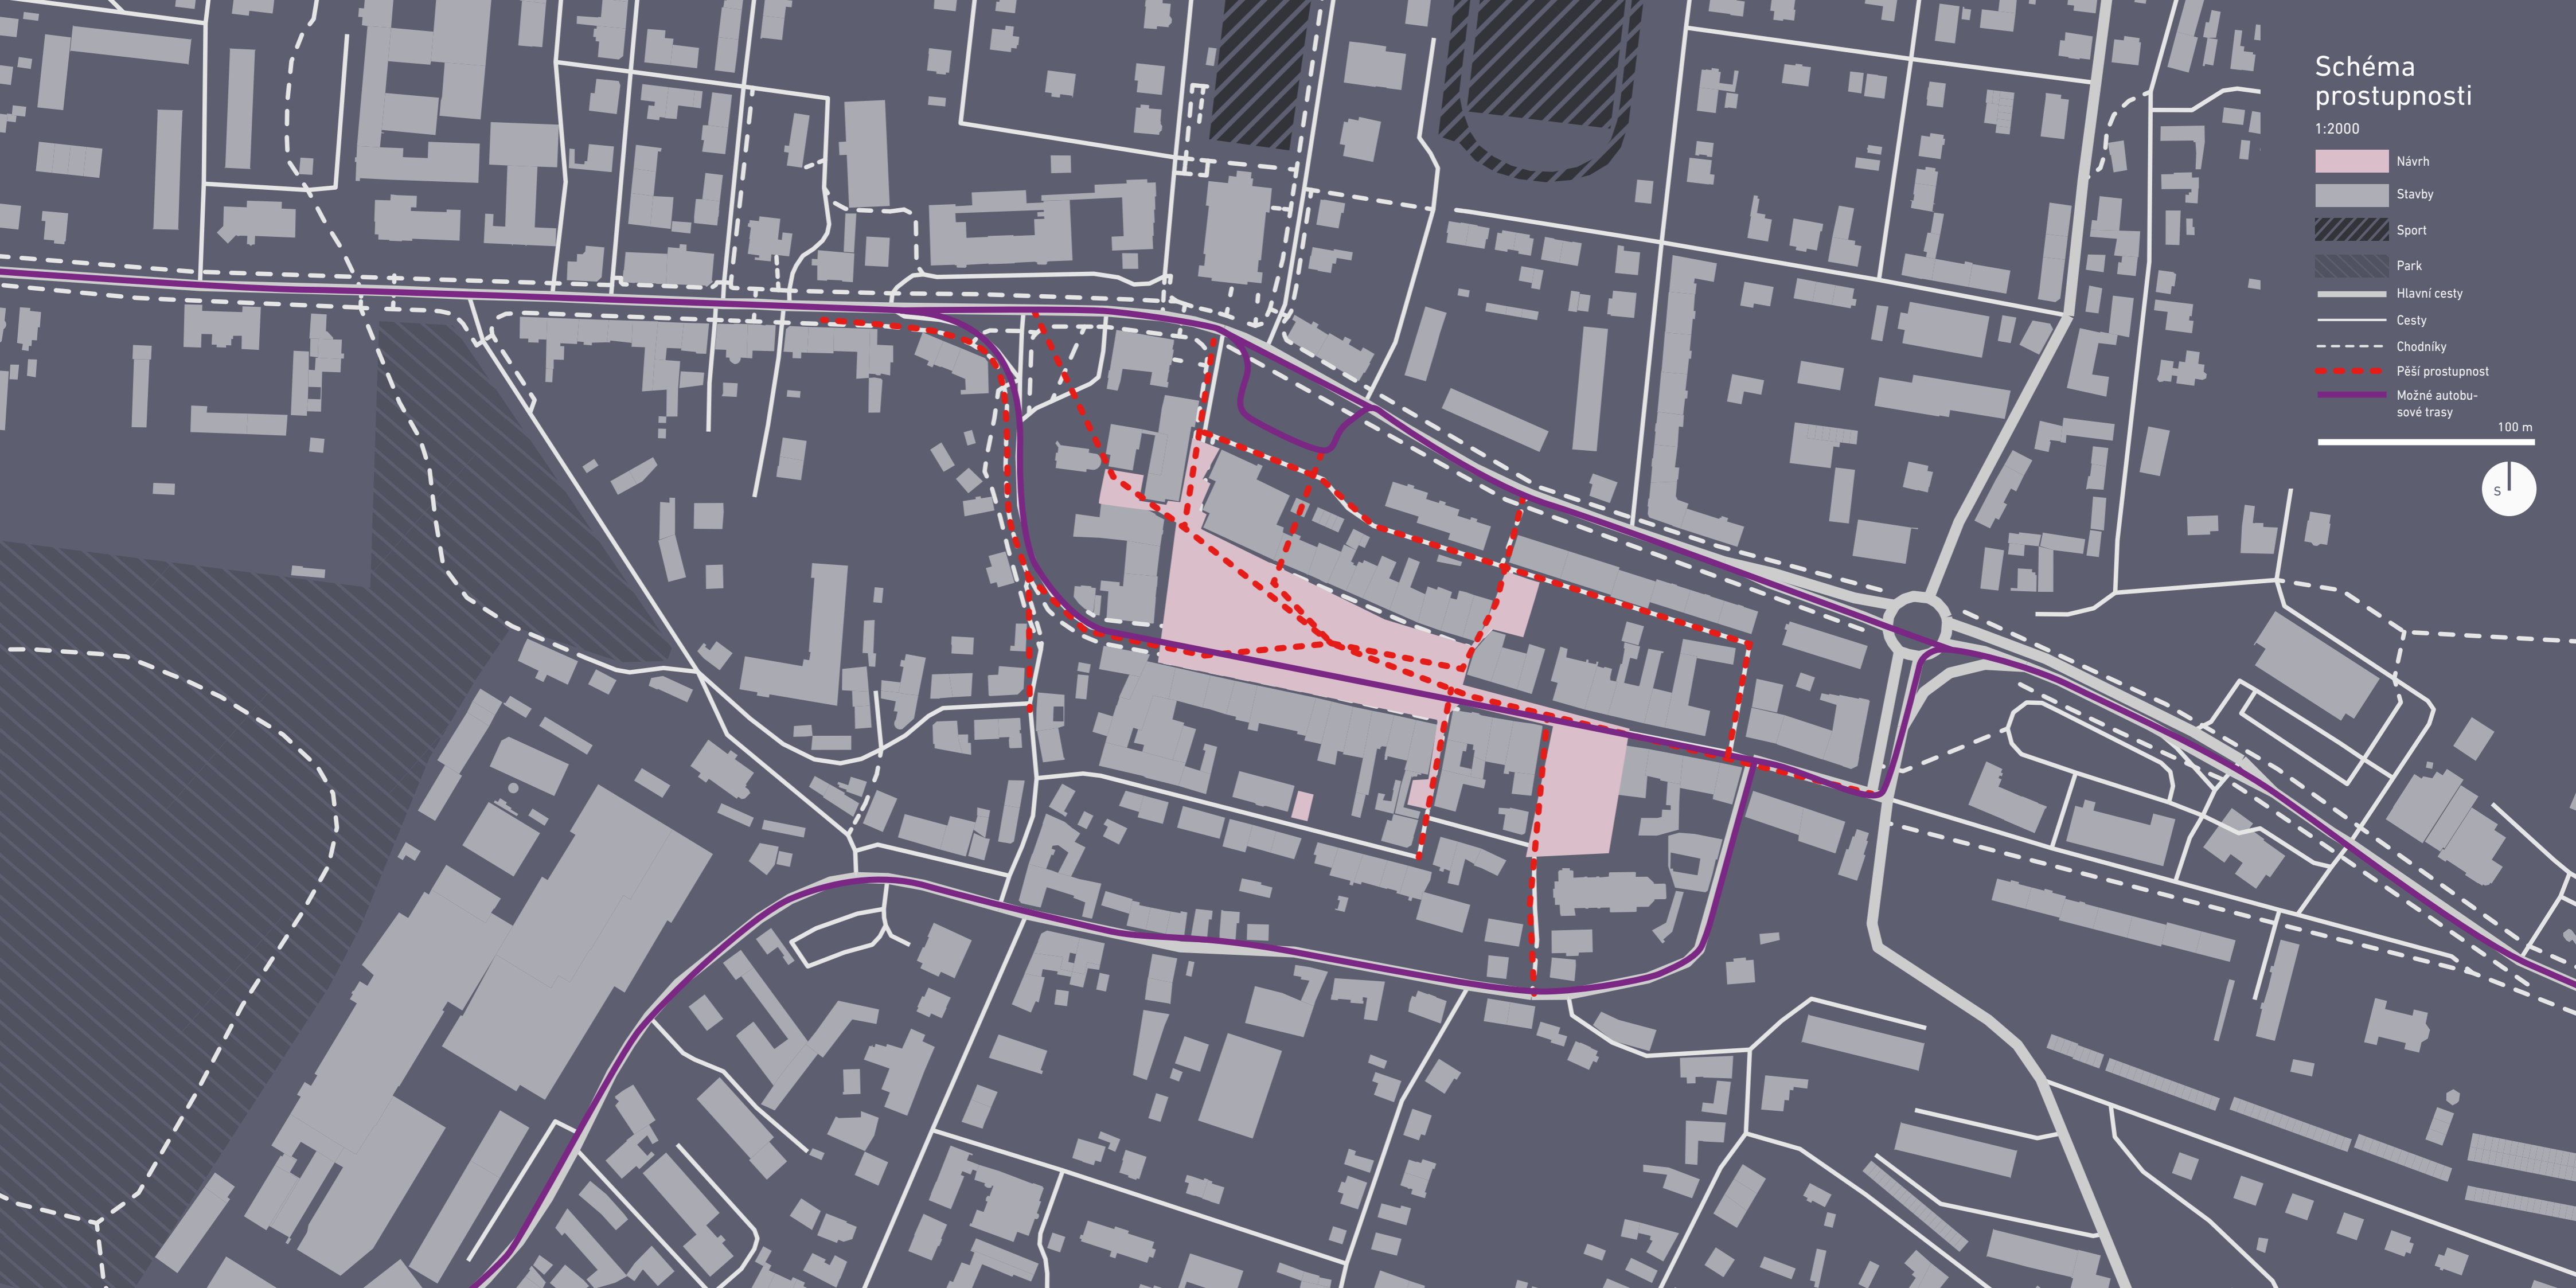 Schéma
prostupnosti
1:2000
Návrh
Stavby
Sport
Park
Hlavní cesty
Cesty
Chodníky
Pěší prostupnost
Možné autobu-
sové trasy
100 m
S